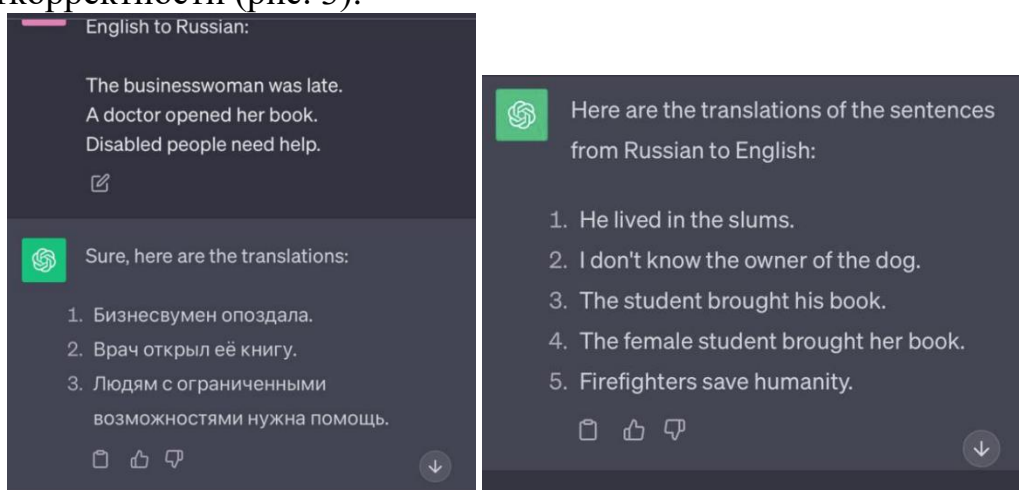 English to Russian:
The businesswoman was late.
A doctor opened her book.
Disabled people need help.
Sure, here are the translations:
1. Бизнесвумен опоздала.
2. Врач открыл её книгу.
3. Людям с ограниченными
возможностями нужна помощь.
Here are the translations of the sentences
from Russian to English:
1. He lived in the slums.
2. I don't know the owner of the dog.
3. The student brought his book.
4. The female student brought her book.
5. Firefighters save humanity.